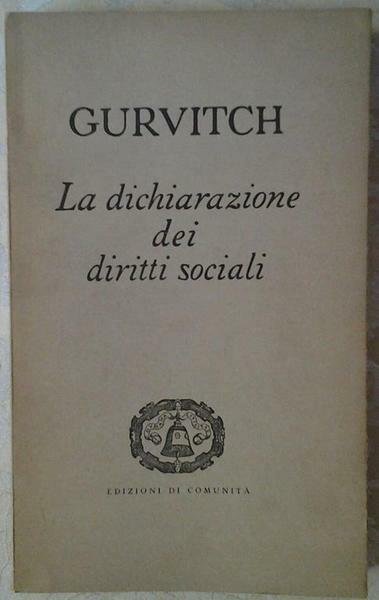 GURVITCH
La dichiarazione
dei
diritti sociali
EDIZIONI DI COMUNITÀ